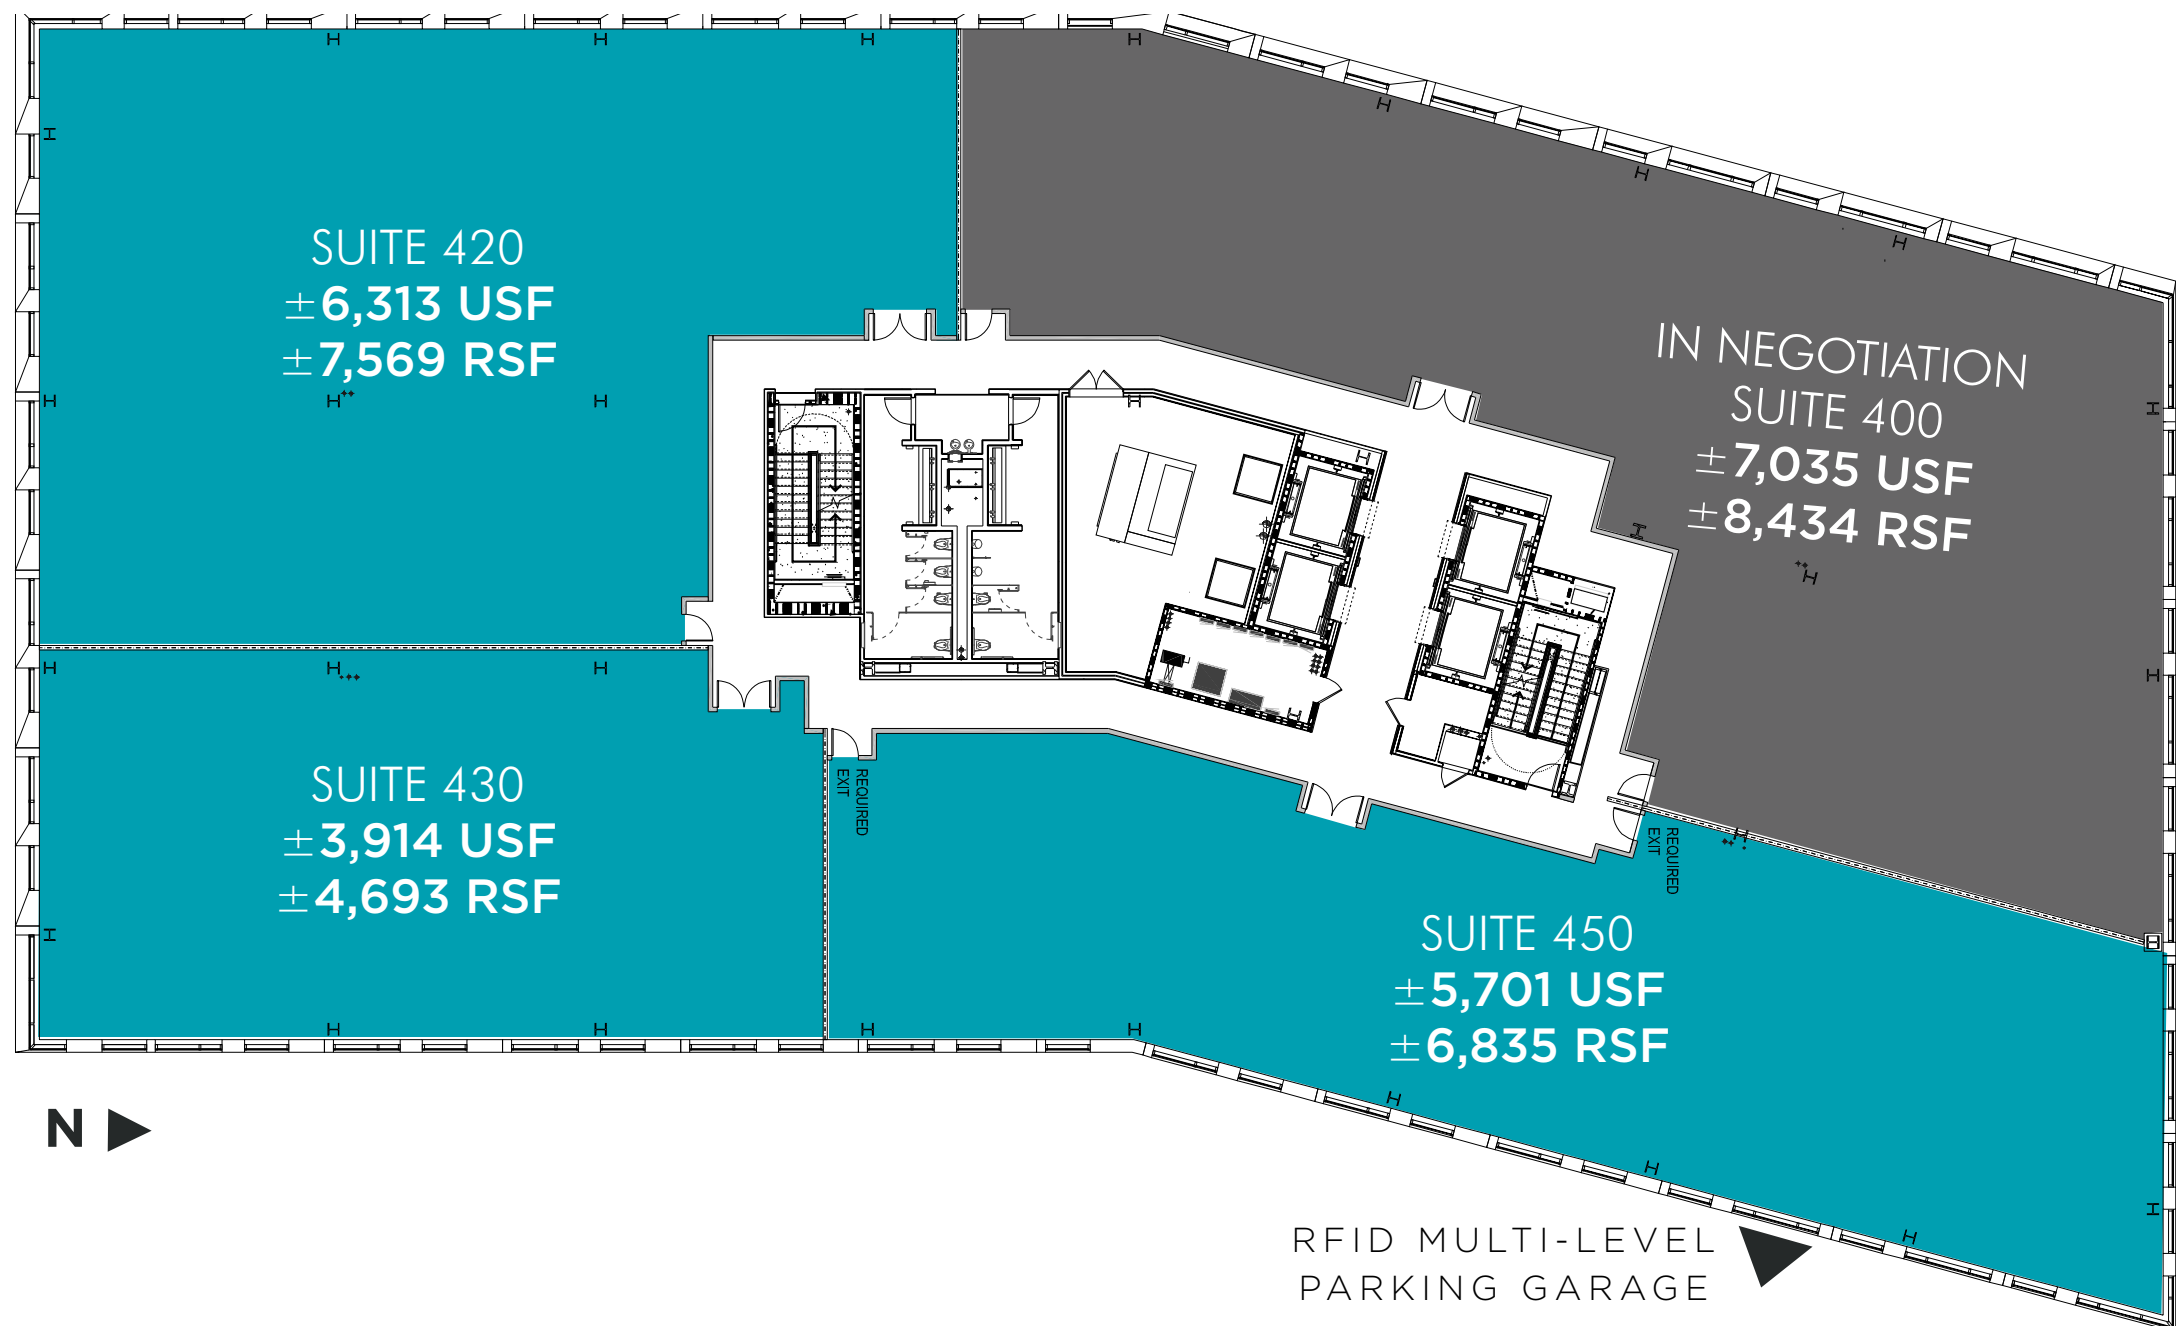 SUITE 420
±6,313 USF
±7,569 RSF
IN NEGOTIATION
SUITE 400
±7,035 USF
±8,434 RSF
SUITE 430
±3,914 USF
±4,693 RSF
REQUIRED
EXIT
REQUIRED
EXIT
SUITE 450
±5,701 USF
±6,835 RSF
N
RFID MULTI-LEVEL
PARKING GARAGE